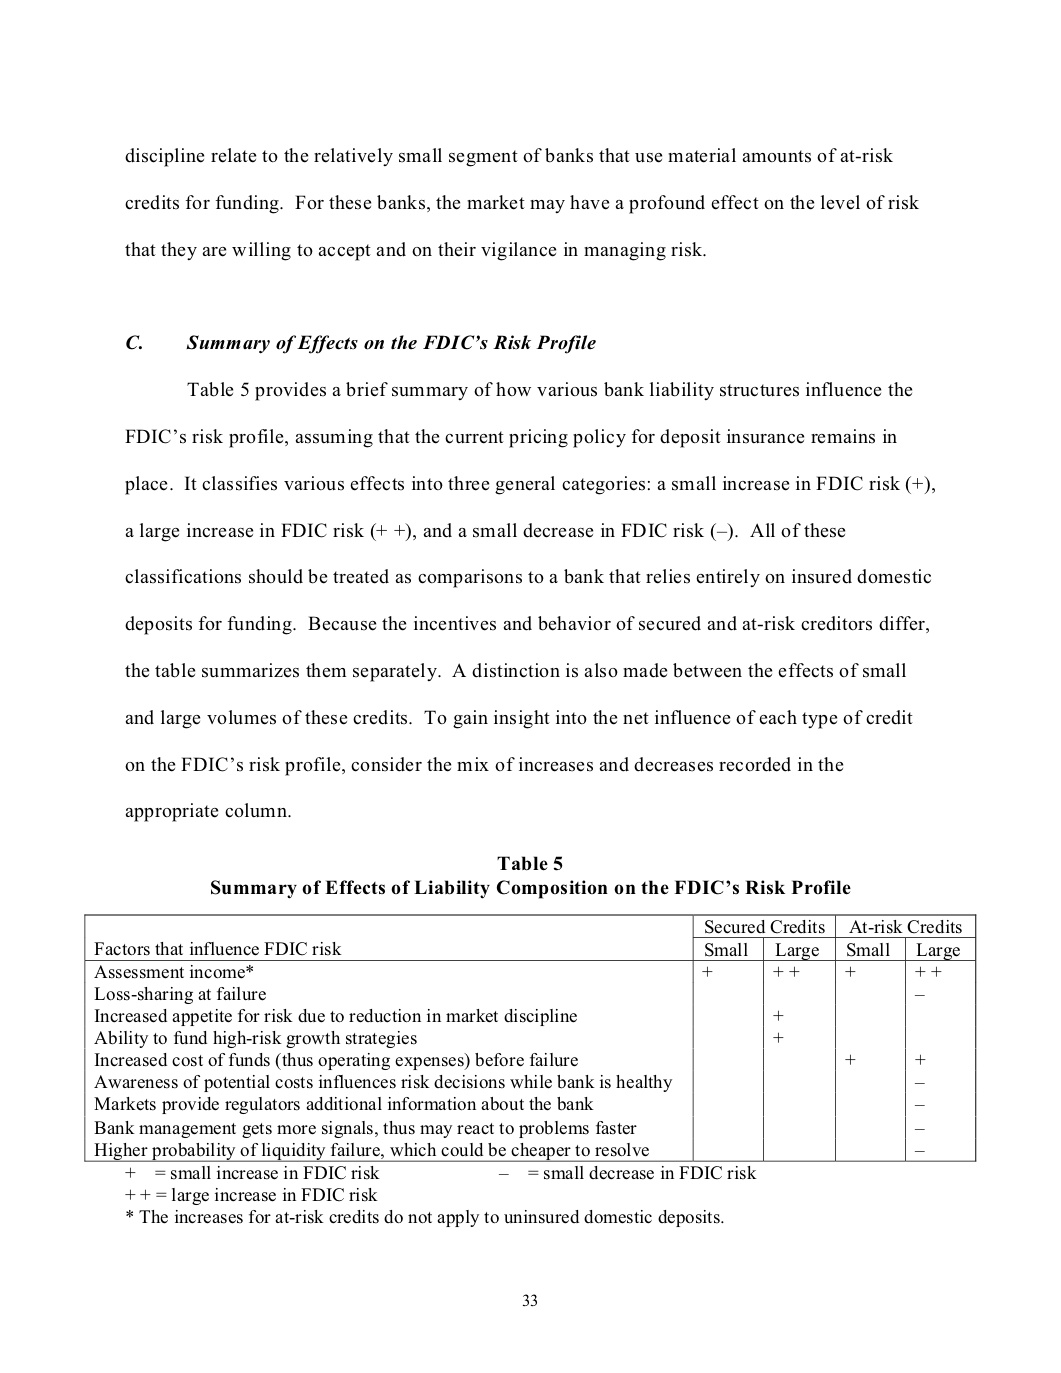 discipline relate to the relatively small segment of banks that use material amounts of at-risk
credits for funding.  For these banks, the market may have a profound effect on the level of risk
that they are willing to accept and on their vigilance in managing risk.
C. Summary of Effects on the FDIC’s Risk Profile
Table 5 provides a brief summary of how various bank liability structures influence the
FDIC’s risk profile, assuming that the current pricing policy for deposit insurance remains in
place.  It classifies various effects into three general categories: a small increase in FDIC risk (+),
a large increase in FDIC risk (+ +), and a small decrease in FDIC risk (–).  All of these
classifications should be treated as comparisons to a bank that relies entirely on insured domestic
deposits for funding.  Because the incentives and behavior of secured and at-risk creditors differ,
the table summarizes them separately.  A distinction is also made between the effects of small
and large volumes of these credits.  To gain insight into the net influence of each type of credit
on the FDIC’s risk profile, consider the mix of increases and decreases recorded in the
appropriate column.
Table 5
Summary of Effects of Liability Composition on the FDIC’s Risk Profile
Secured Credits At-risk Credits
Factors that influence FDIC risk Small Large Small Large
Assessment income* + + + + + +
Loss-sharing at failure –
Increased appetite for risk due to reduction in market discipline +
Ability to fund high-risk growth strategies +
Increased cost of funds (thus operating expenses) before failure + +
Awareness of potential costs influences risk decisions while bank is healthy –
Markets provide regulators additional information about the bank –
Bank management gets more signals, thus may react to problems faster –
Higher probability of liquidity failure, which could be cheaper to resolve –
+ = small increase in FDIC risk – = small decrease in FDIC risk
+ + = large increase in FDIC risk
* The increases for at-risk credits do not apply to uninsured domestic deposits.
33